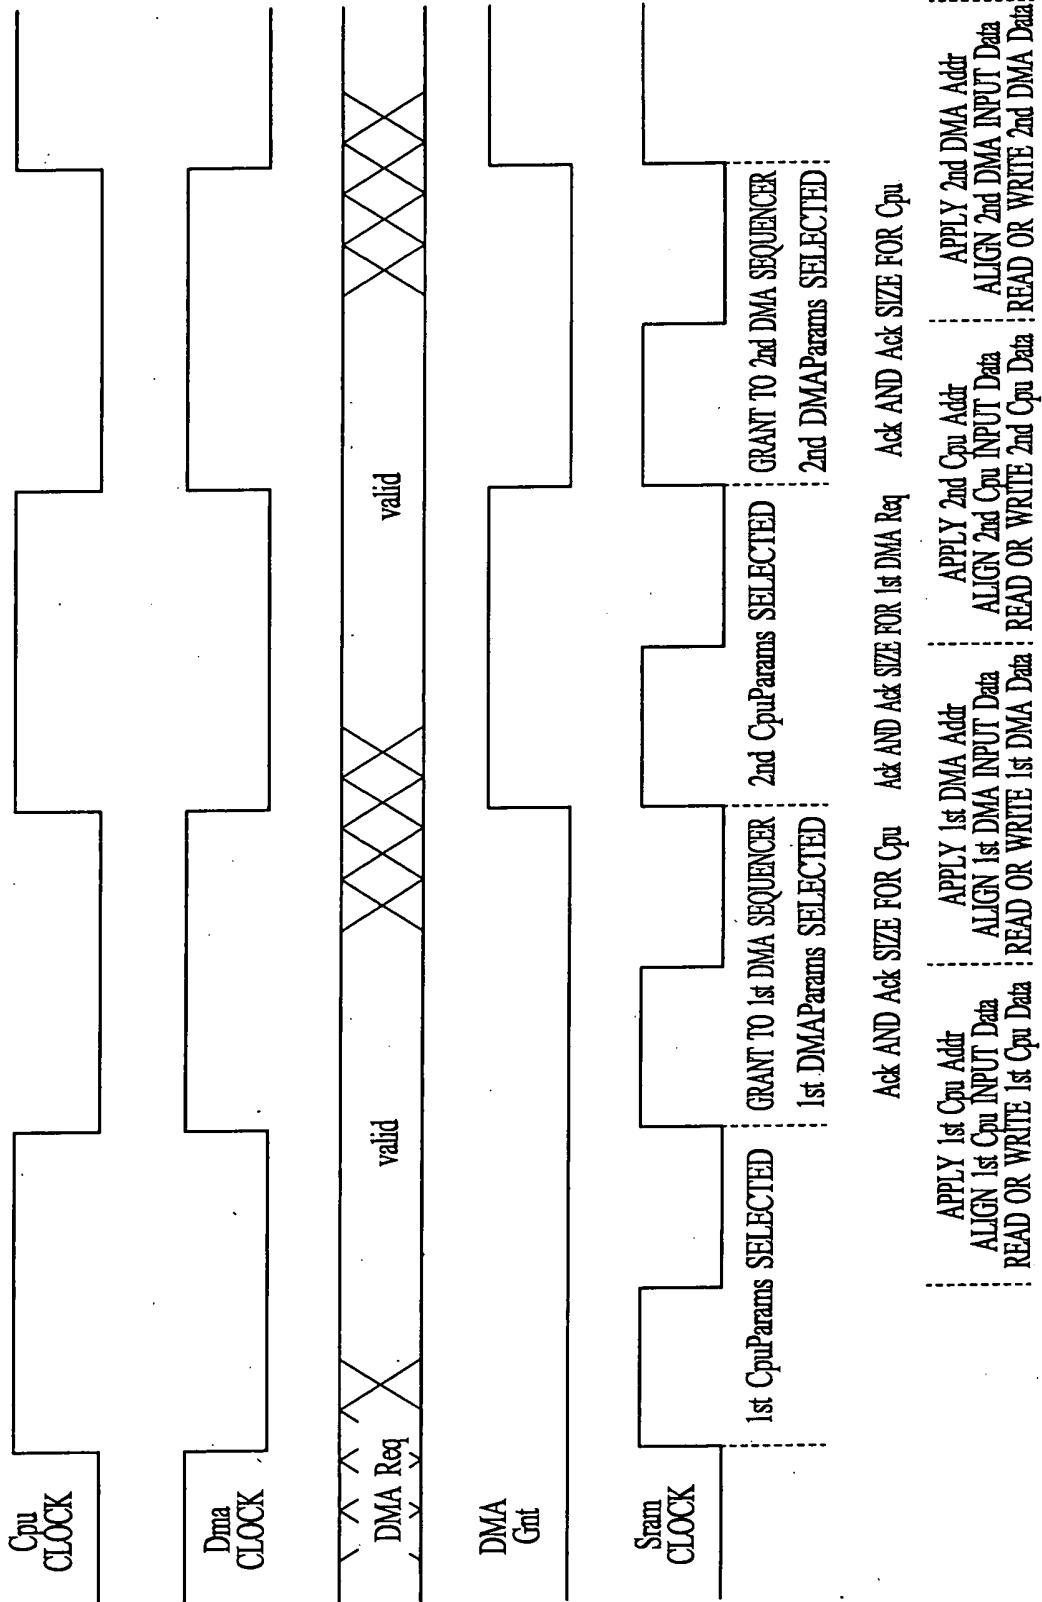 Cpu
CLOCK
Dma
CLOCK
DMA Req
valid
valid
DMA
Gnt
Sram
CLOCK
1st CpuParams SELECTED
GRANT TO 1st DMA SEQUENCER
1st DMAParams SELECTED
2nd CpuParams SELECTED
GRANT TO 2nd DMA SEQUENCER
2nd DMAParams SELECTED
Ack AND Ack SIZE FOR Cpu
Ack AND Ack SIZE FOR 1st DMA Req
Ack AND Ack SIZE FOR Cpu
APPLY 1st Cpu Addr
ALIGN 1st Cpu INPUT Data
READ OR WRITE 1st Cpu Data
APPLY 1st DMA Addr
ALIGN 1st DMA INPUT Data
READ OR WRITE 1st DMA Data
APPLY 2nd Cpu Addr
ALIGN 2nd Cpu INPUT Data
READ OR WRITE 2nd Cpu Data
APPLY 2nd DMA Addr
ALIGN 2nd DMA INPUT Data
READ OR WRITE 2nd DMA Data